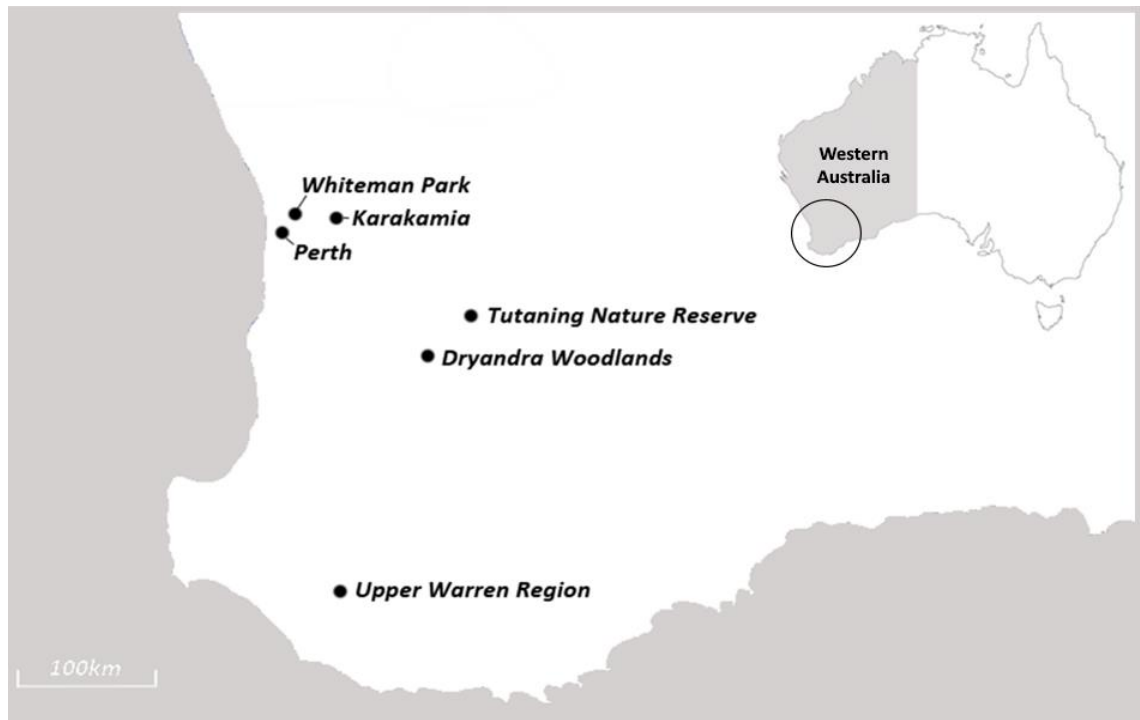 Western
Australia
Whiteman Park
Karakamia
Perth
Tutaning Nature Reserve
Dryandra Woodlands
Upper Warren Region
100km